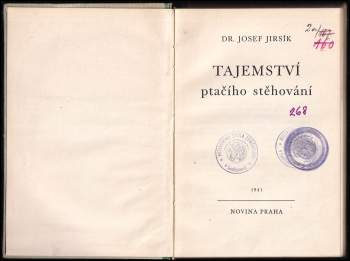 DR. JOSEF JIRSÍK
TAJEMSTVÍ
ptačího stěhování
268
1941
NOVINA PRAHA